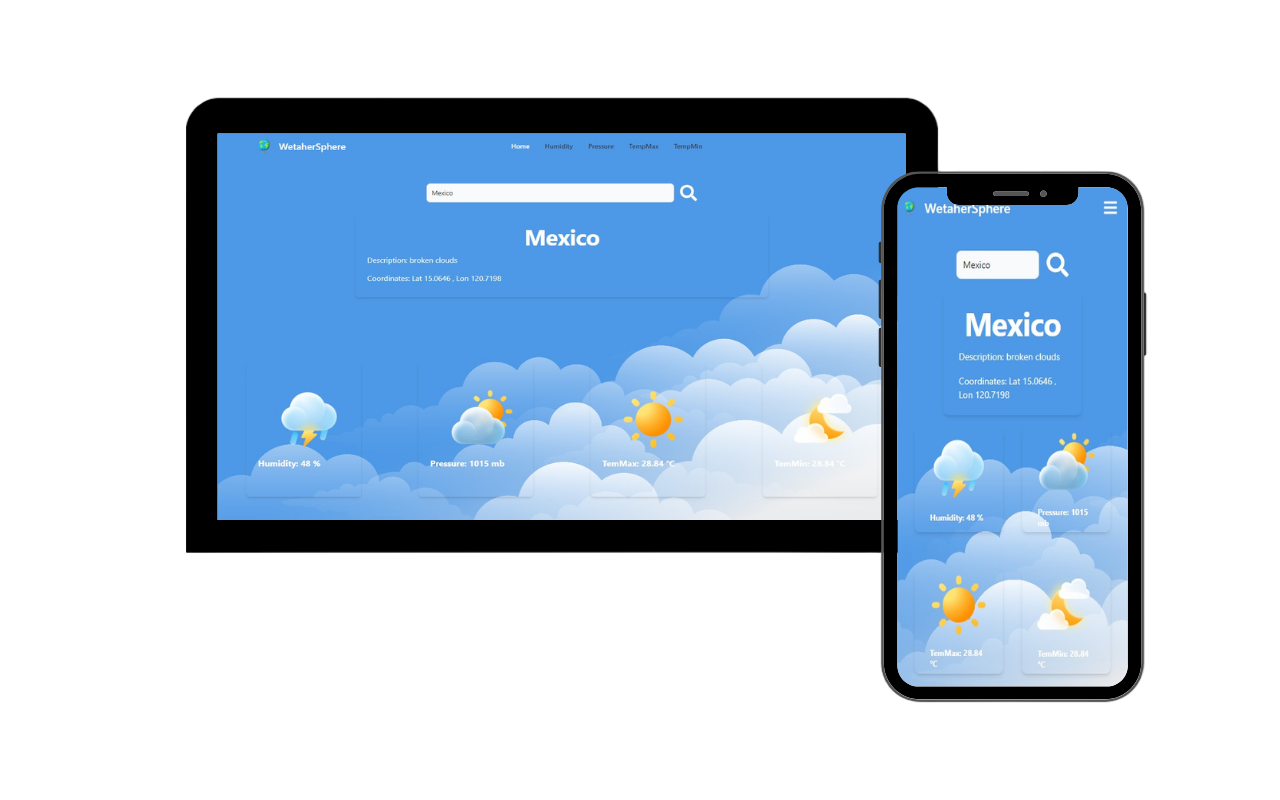 WetaherSphere
Home Humidity Pressure TempMax TempMin
Mexico
Mexico
Description: broken clouds
Coordinates: Lat 15.0646 , Lon 120.7198
Humidity: 48 %
Pressure: 1015 mb
TemMax: 28.84 °C
TemMin: 28.84 °C
WetaherSphere
Mexico
Mexico
Description: broken clouds
Coordinates: Lat 15.0646 ,
Lon 120.7198
Humidity: 48 %
Pressure: 1015
mb
TemMax: 28.84
°C
TemMin: 28.84
°C